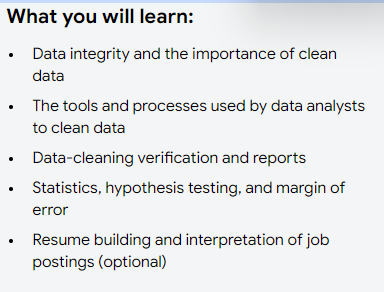 What you will learn:
• Data integrity and the importance of clean
data
• The tools and processes used by data analysts
to clean data
• Data-cleaning verification and reports
• Statistics, hypothesis testing, and margin of
error
• Resume building and interpretation of job
postings (optional)